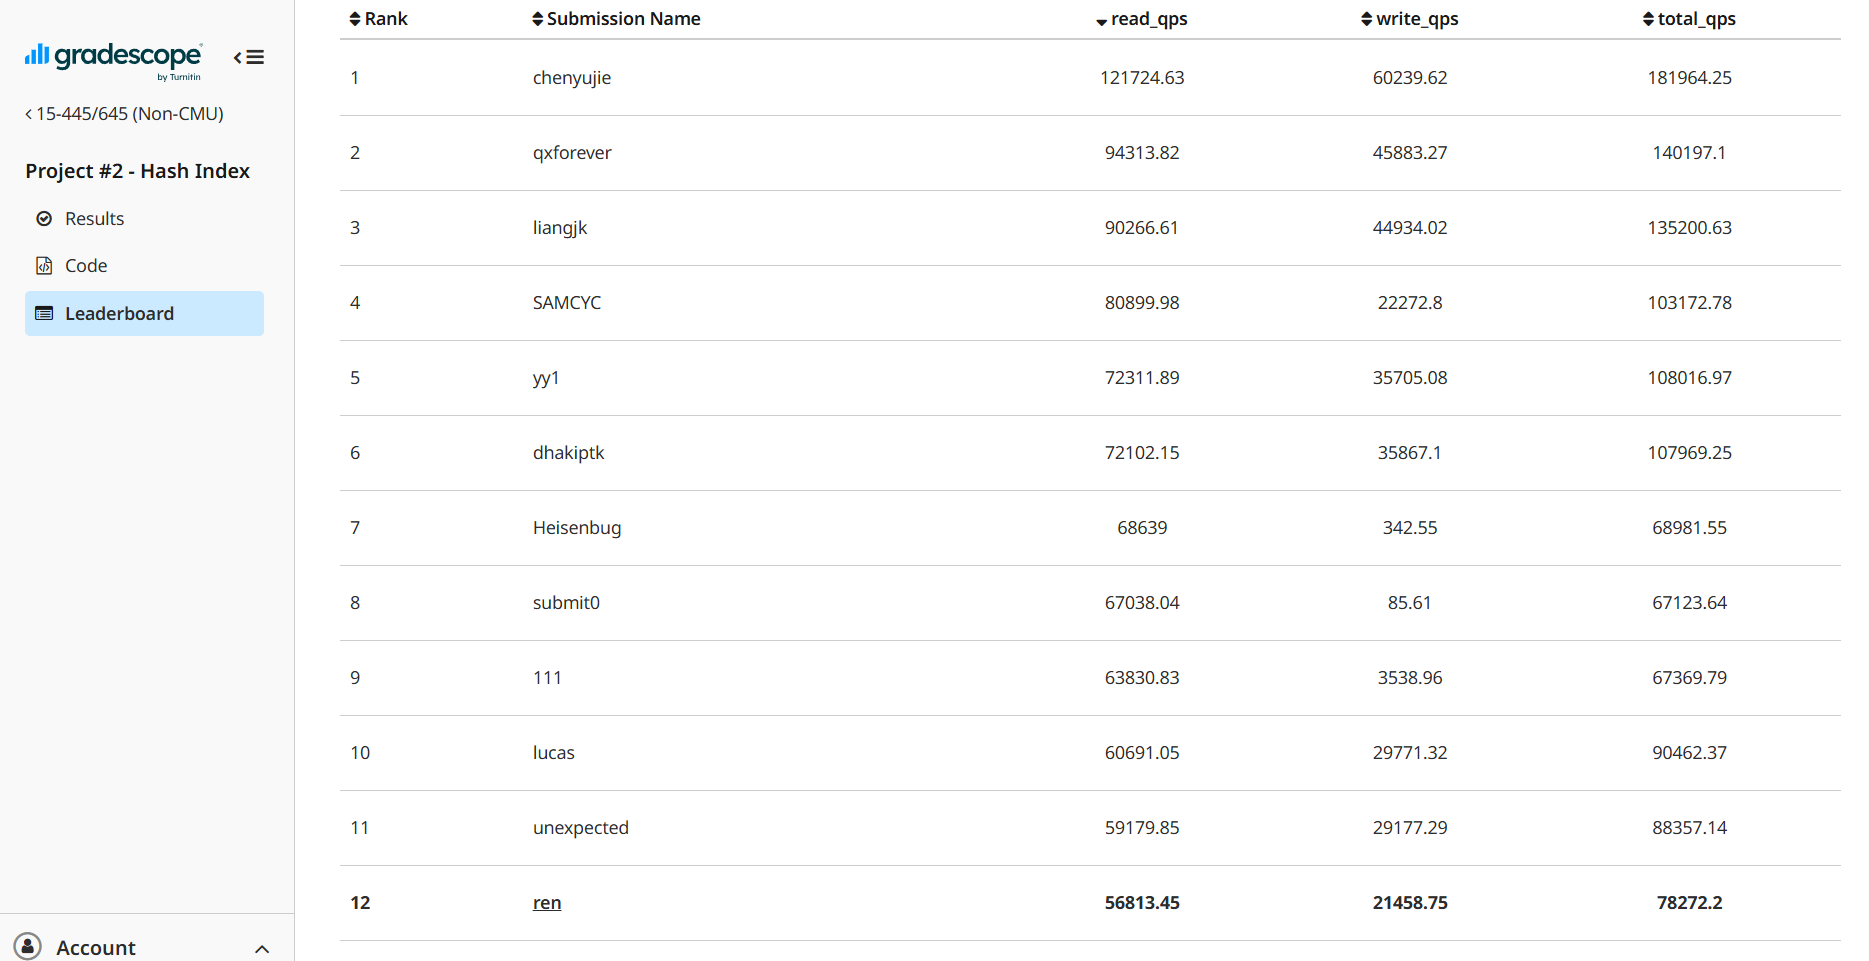 gradescope
by Turnitin
15-445/645 (Non-CMU)
Project #2 - Hash Index
Results
Code
Leaderboard
Account
Rank Submission Name read_qps write_qps total_qps
1 chenyujie 121724.63 60239.62 181964.25
2 qxforever 94313.82 45883.27 140197.1
3 liangjk 90266.61 44934.02 135200.63
4 SAMCYC 80899.98 22272.8 103172.78
5 yy1 72311.89 35705.08 108016.97
6 dhakiptk 72102.15 35867.1 107969.25
7 Heisenbug 68639 342.55 68981.55
8 submit0 67038.04 85.61 67123.64
9 111 63830.83 3538.96 67369.79
10 lucas 60691.05 29771.32 90462.37
11 unexpected 59179.85 29177.29 88357.14
12 ren 56813.45 21458.75 78272.2